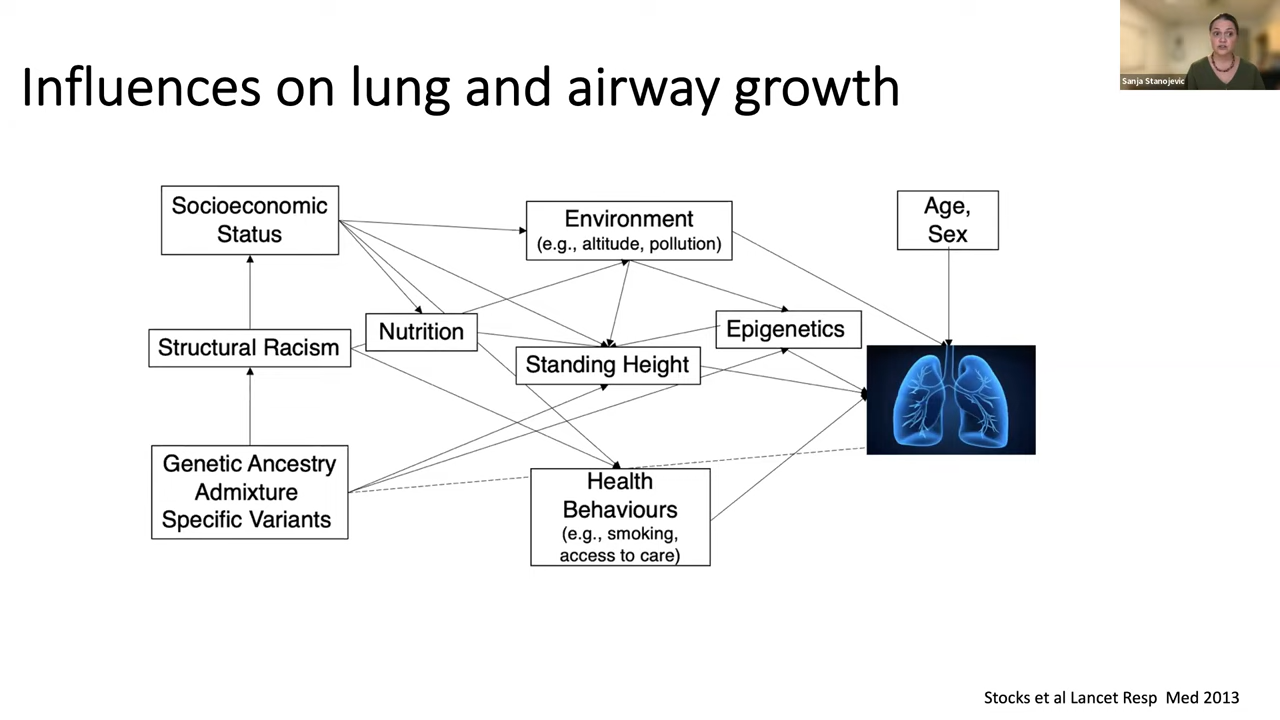 Sanja Stanojevic
Influences on lung and airway growth
Socioeconomic
Status
Environment
(e.g., altitude, pollution)
Age,
Sex
Nutrition
Epigenetics
Structural Racism
Standing Height
Genetic Ancestry
Admixture
Specific Variants
Health
Behaviours
(e.g., smoking,
access to care)
Stocks et al Lancet Resp  Med 2013